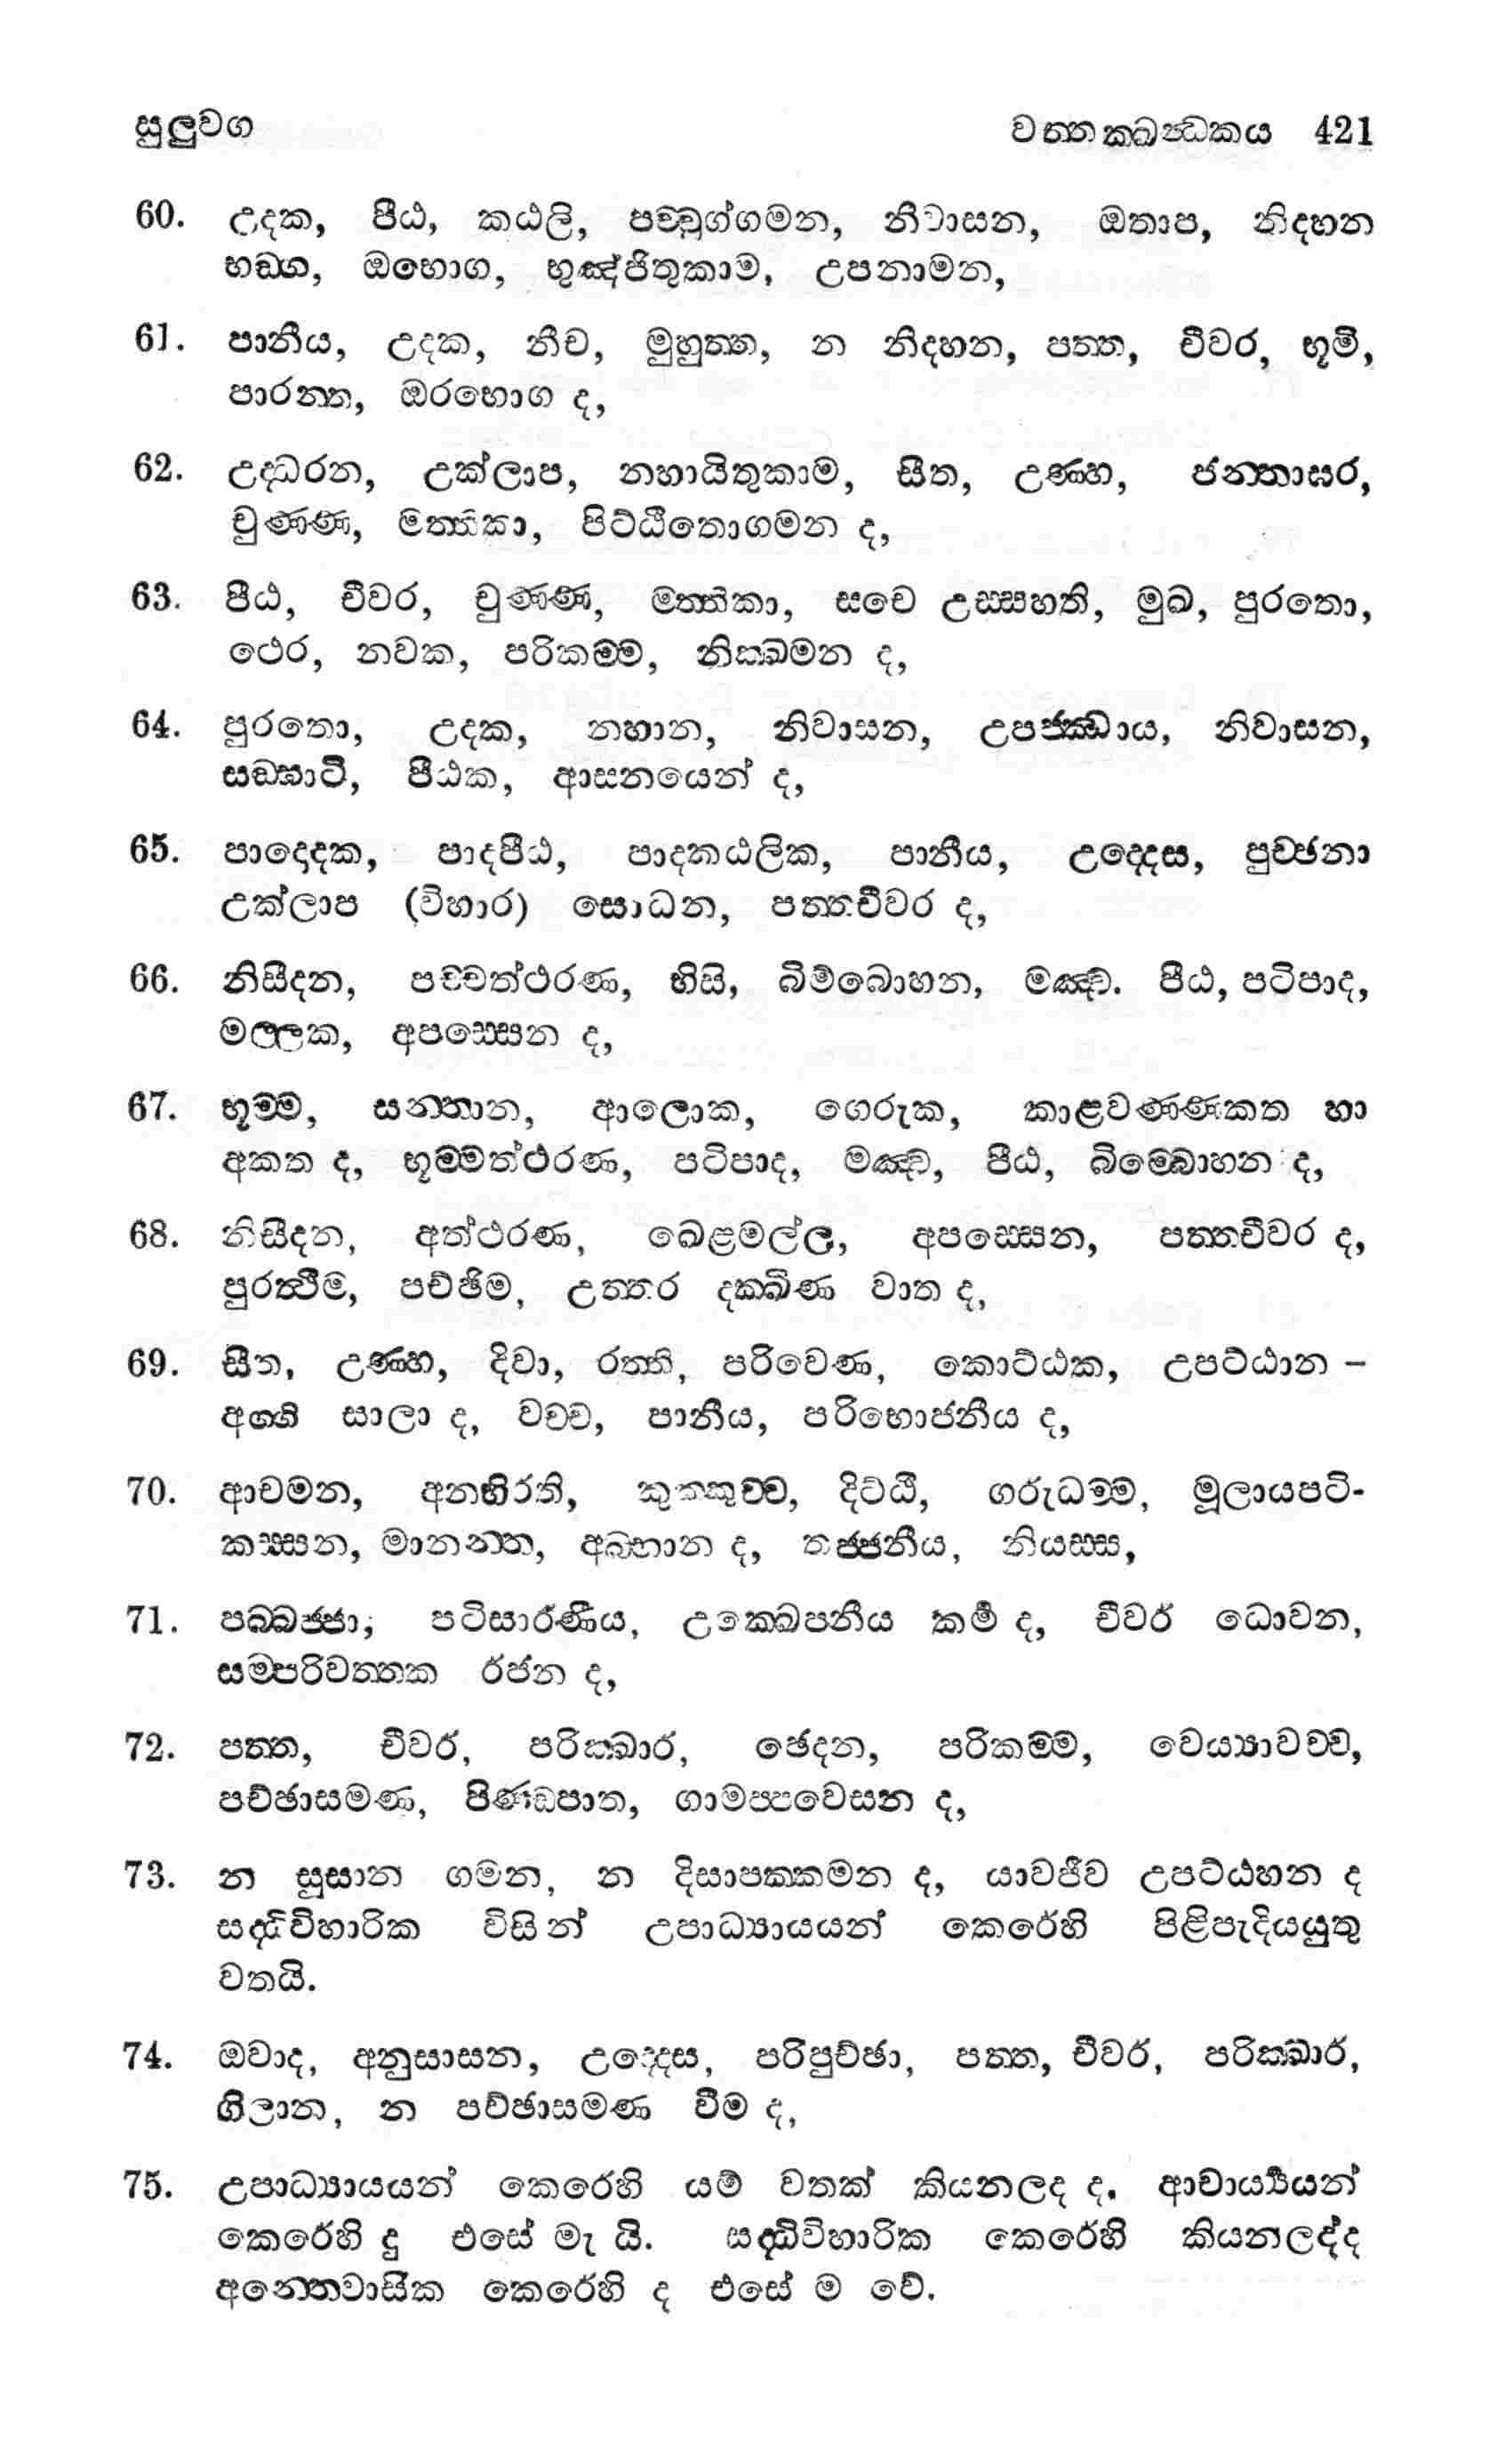 සුලුවග වත්තක්ඛන්ධකය 421
60. උදක, පීඨ, කඨලි, පච්චුග්ගමන, නිවාසන, ඔතාප, නිදහන
භඞ්ග, ඔභොග, භුඤ්ජිතුකාම, උපනාමන,
61. පානීය, උදක, නීච, මුහුත්ත, න නිදහන, පත්ත, චීවර, භූමි,
පාරන්ත, ඔරභොග ද,
62. උද්ධරන, උක්ලාප, නහායිතුකාම, සීත, උණ්හ, ජන්තාඝර,
චුණ්ණ, මත්තිකා, පිට්ඨිතොගමන ද,
63. පීඨ, චීවර, චුණ්ණ, මත්තිකා, සචෙ උස්සහති, මුඛ, පුරතො,
ථෙර, නවක, පරිකම්ම, නික්ඛමන ද,
64. පුරතො, උදක, නහාන, නිවාසන, උපජ්ඣාය, නිවාසන,
සඞ්ඝාටි, පීඨක, ආසනයෙන් ද,
65. පාදොදක, පාදපීඨ, පාදකඨලික, පානීය, උද්දෙස, පුච්ඡනා
උක්ලාප (විහාර) සොධන, පත්තචීවර ද,
66. නිසීදන, පච්චත්ථරණ, භිසි, බිම්බොහන, මඤ්ච. පීඨ, පටිපාද,
මල්ලක, අපස්සෙන ද,
67. භූම්ම, සන්තාන, ආලොක, ගෙරුක, කාළවණ්ණකත හා
අකත ද, භූම්මත්ථරණ, පටිපාද, මඤ්ච, පීඨ, බිම්බොහන ද,
68. නිසීදන, අත්ථරණ, ඛෙළමල්ල, අපස්සෙන, පත්තචීවර ද,
පුරත්ථිම, පච්ඡිම, උත්තර දක්ඛිණ වාත ද,
69. සීත, උණ්හ, දිවා, රත්ති, පරිවෙණ, කොට්ඨක, උපට්ඨාන –
අග්ගි සාලා ද, වච්ච, පානීය, පරිභොජනීය ද,
70. ආචමන, අනභිරති, කුක්කුච්ච, දිට්ඨි, ගරුධම්ම, මූලායපටි-
කස්සන, මානත්ත, අබ්භාන ද, තජ්ජනීය, නියස්ස,
71. පබ්බජ්ජා, පටිසාරණීය, උක්ඛෙපනීය කර්‍ම ද, චීවර ධොවන,
සම්පරිවත්තක රජන ද,
72. පත්ත, චීවර, පරික්ඛාර, ඡෙදන, පරිකම්ම, වෙය්‍යාවච්ච,
පච්ඡාසමණ, පිණ්ඩපාත, ගාමප්පවෙසන ද,
73. න සූසාන ගමන, න දිසාපක්කමන ද, යාවජීව උපට්ඨහන ද
සද්ධිවිහාරික විසින් උපාධ්‍යායයන් කෙරෙහි පිළිපැදියයුතු
වතයි.
74. ඔවාද, අනුසාසන, උද්දෙස, පරිපුච්ඡා, පත්ත, චීවර, පරික්ඛාර,
ගිලාන, න පච්ඡාසමණ වීම ද,
75. උපාධ්‍යායයන් කෙරෙහි යම් වතක් කියනලද ද, ආචාර්‍ය්‍යයන්
කෙරෙහි දු එසේ මැ යි. සද්ධිවිහාරික කෙරෙහි කියනලද්ද
අන්තෙවාසික කෙරෙහි ද එසේ ම වේ.